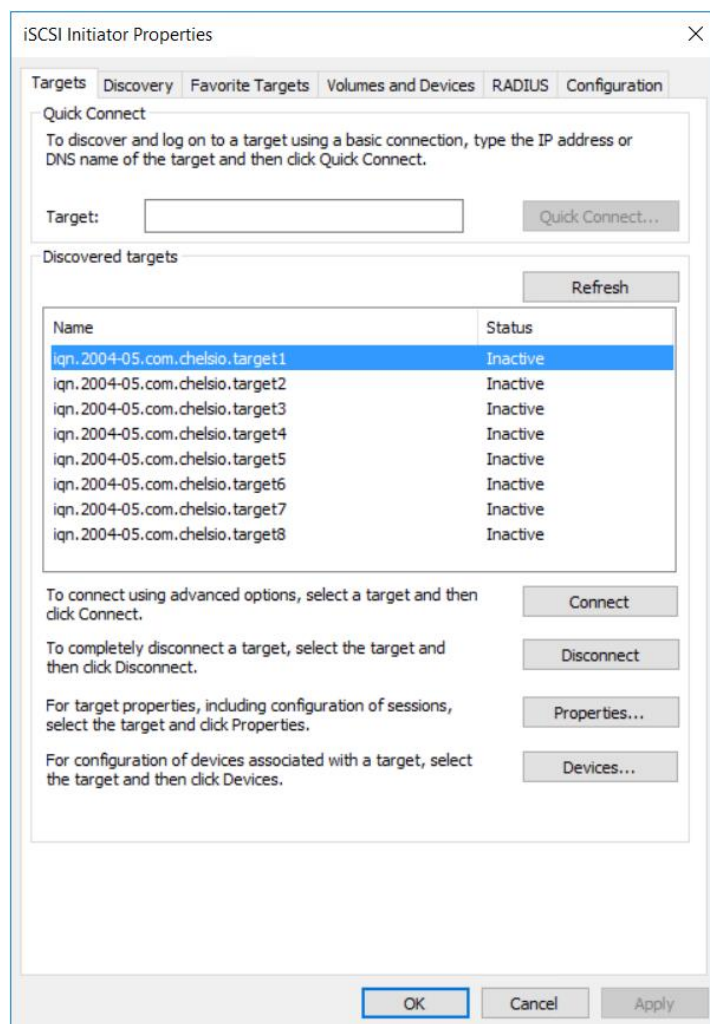 iSCSI Initiator Properties
Targets Discovery Favorite Targets Volumes and Devices RADIUS Configuration
Quick Connect
To discover and log on to a target using a basic connection, type the IP address or
DNS name of the target and then click Quick Connect.
Target:
Quick Connect...
Discovered targets
Refresh
Name Status
iqn.2004-05.com.chelsio.target1 Inactive
iqn.2004-05.com.chelsio.target2 Inactive
iqn.2004-05.com.chelsio.target3 Inactive
iqn.2004-05.com.chelsio.target4 Inactive
iqn.2004-05.com.chelsio.target5 Inactive
iqn.2004-05.com.chelsio.target6 Inactive
iqn.2004-05.com.chelsio.target7 Inactive
iqn.2004-05.com.chelsio.target8 Inactive
To connect using advanced options, select a target and then
click Connect.
Connect
To completely disconnect a target, select the target and
then click Disconnect.
Disconnect
For target properties, including configuration of sessions,
select the target and click Properties.
Properties...
For configuration of devices associated with a target, select
the target and then click Devices.
Devices...
OK Cancel Apply